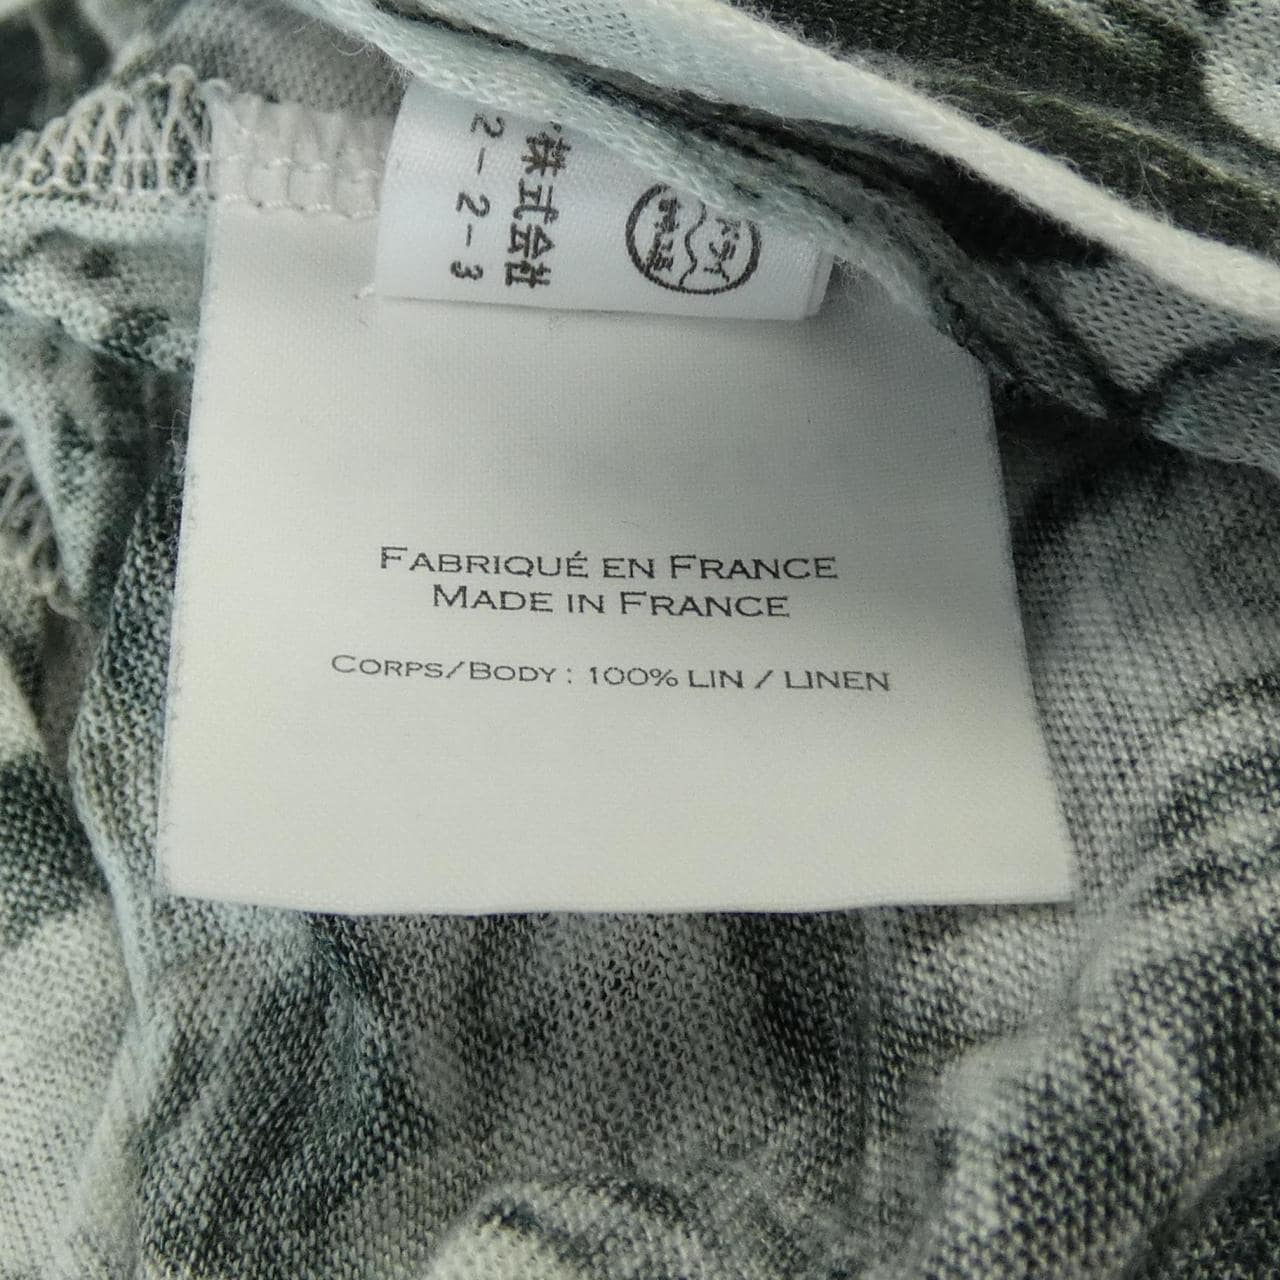 株式会社
2-2-3
FABRIQUÉ EN FRANCE
MADE IN FRANCE
CORPS/BODY : 100% LIN / LINEN